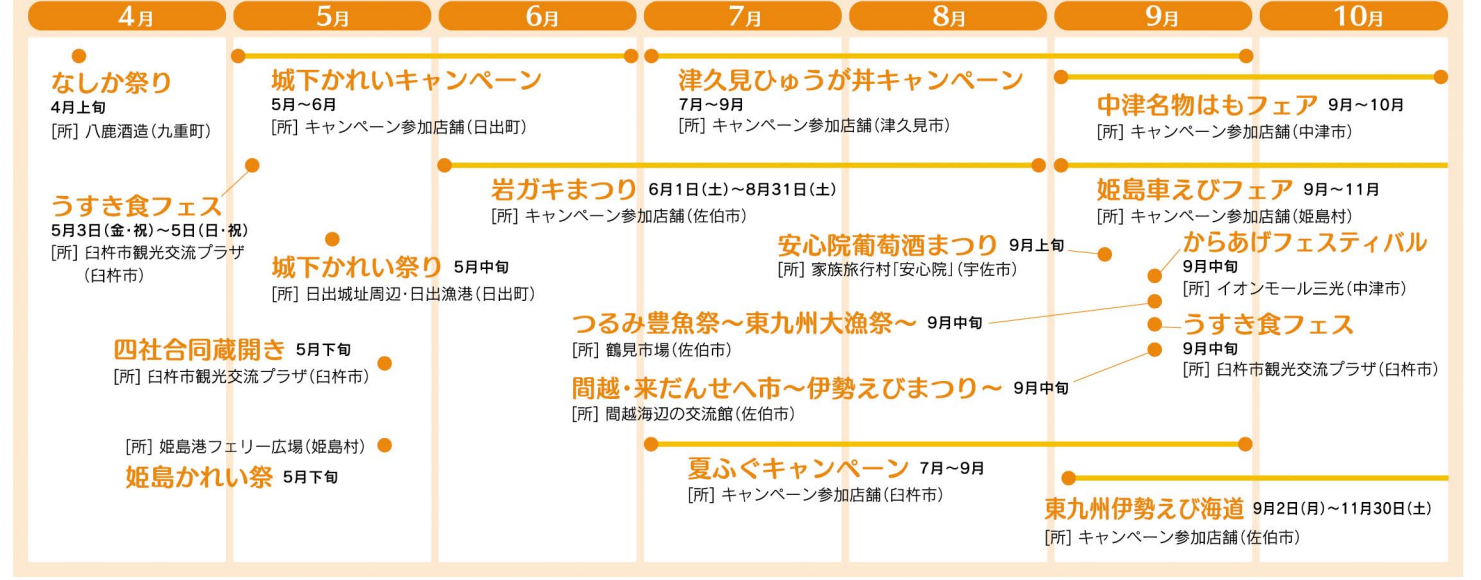 4月
5月
6月
7月
8月
9月
10月
なしか祭り
4月上旬
[所] 八鹿酒造(九重町)
城下かれいキャンペーン
5月～6月
[所] キャンペーン参加店舗(日出町)
津久見ひゅうが丼キャンペーン
7月～9月
[所] キャンペーン参加店舗(津久見市)
中津名物はもフェア 9月～10月
[所] キャンペーン参加店舗(中津市)
うすき食フェス
5月3日(金・祝)～5日(日・祝)
[所] 臼杵市観光交流プラザ
(臼杵市)
岩ガキまつり 6月1日(土)～8月31日(土)
[所] キャンペーン参加店舗(佐伯市)
姫島車えびフェア 9月～11月
[所] キャンペーン参加店舗(姫島村)
城下かれい祭り 5月中旬
[所] 日出城址周辺・日出漁港(日出町)
安心院葡萄酒まつり 9月上旬
[所] 家族旅行村「安心院」(宇佐市)
からあげフェスティバル
9月中旬
[所] イオンモール三光(中津市)
つるみ豊魚祭～東九州大漁祭～ 9月中旬
[所] 鶴見市場(佐伯市)
うすき食フェス
9月中旬
[所] 臼杵市観光交流プラザ(臼杵市)
四社合同蔵開き 5月下旬
[所] 臼杵市観光交流プラザ(臼杵市)
間越・来だんせへ市～伊勢えびまつり～ 9月中旬
[所] 間越海辺の交流館(佐伯市)
[所] 姫島港フェリー広場(姫島村)
姫島かれい祭 5月下旬
夏ふぐキャンペーン 7月～9月
[所] キャンペーン参加店舗(臼杵市)
東九州伊勢えび海道 9月2日(月)～11月30日(土)
[所] キャンペーン参加店舗(佐伯市)